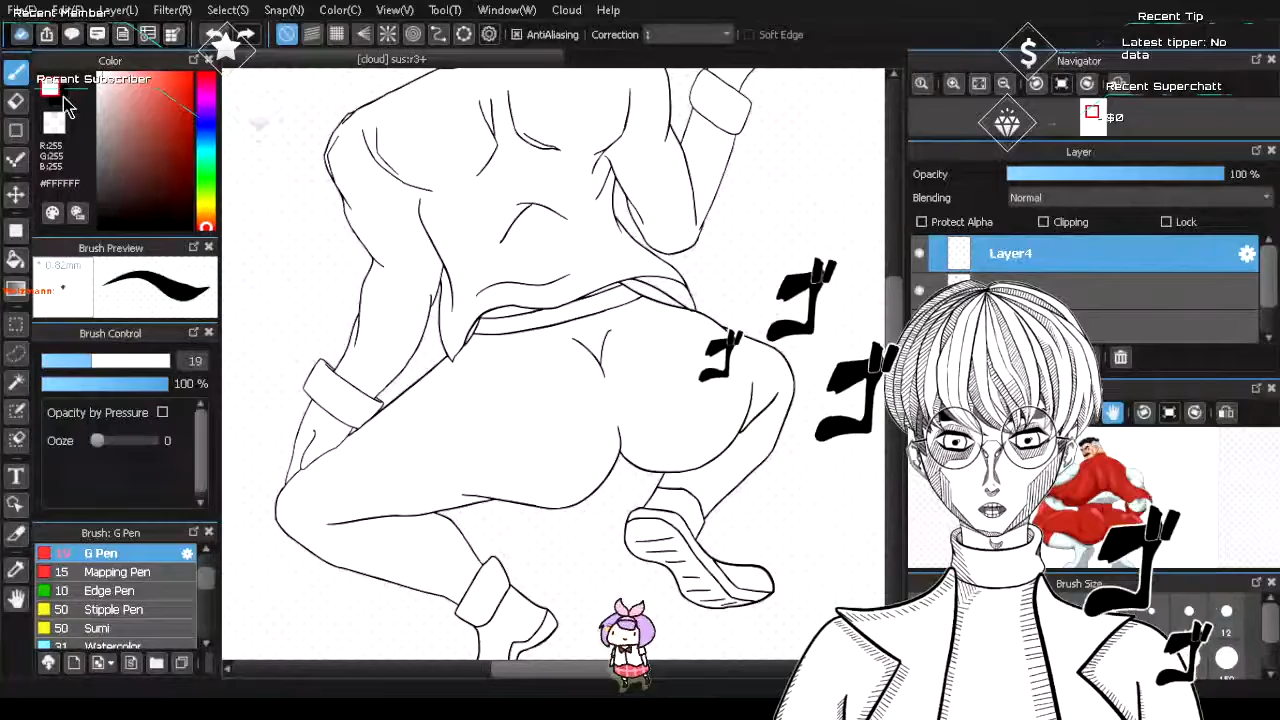 File(F) Edit(E) Layer(L) Filter(R) Select(S) Snap(N) Color(C) View(V) Tool(T) Window(W) Cloud Help
Recent Member:
AntiAliasing Correction 1 Soft Edge
Recent Tip
Latest tipper: No
data
Color
[cloud] sus:r3+
Navigator
Recent Subscriber
Recent Superchatt
$0
R:255
G:255
B:255
#FFFFFF
Layer
Opacity 100 %
Blending Normal
Protect Alpha Clipping Lock
Brush Preview
Layer4
* 0.82mm
Brush Control
19
100 %
Opacity by Pressure
Ooze 0
ゴ
ゴ
ゴ
ゴ
ゴ
Brush: G Pen
19 G Pen
15 Mapping Pen
10 Edge Pen
50 Stipple Pen
50 Sumi
31 Watercolor
Brush Size
12
150